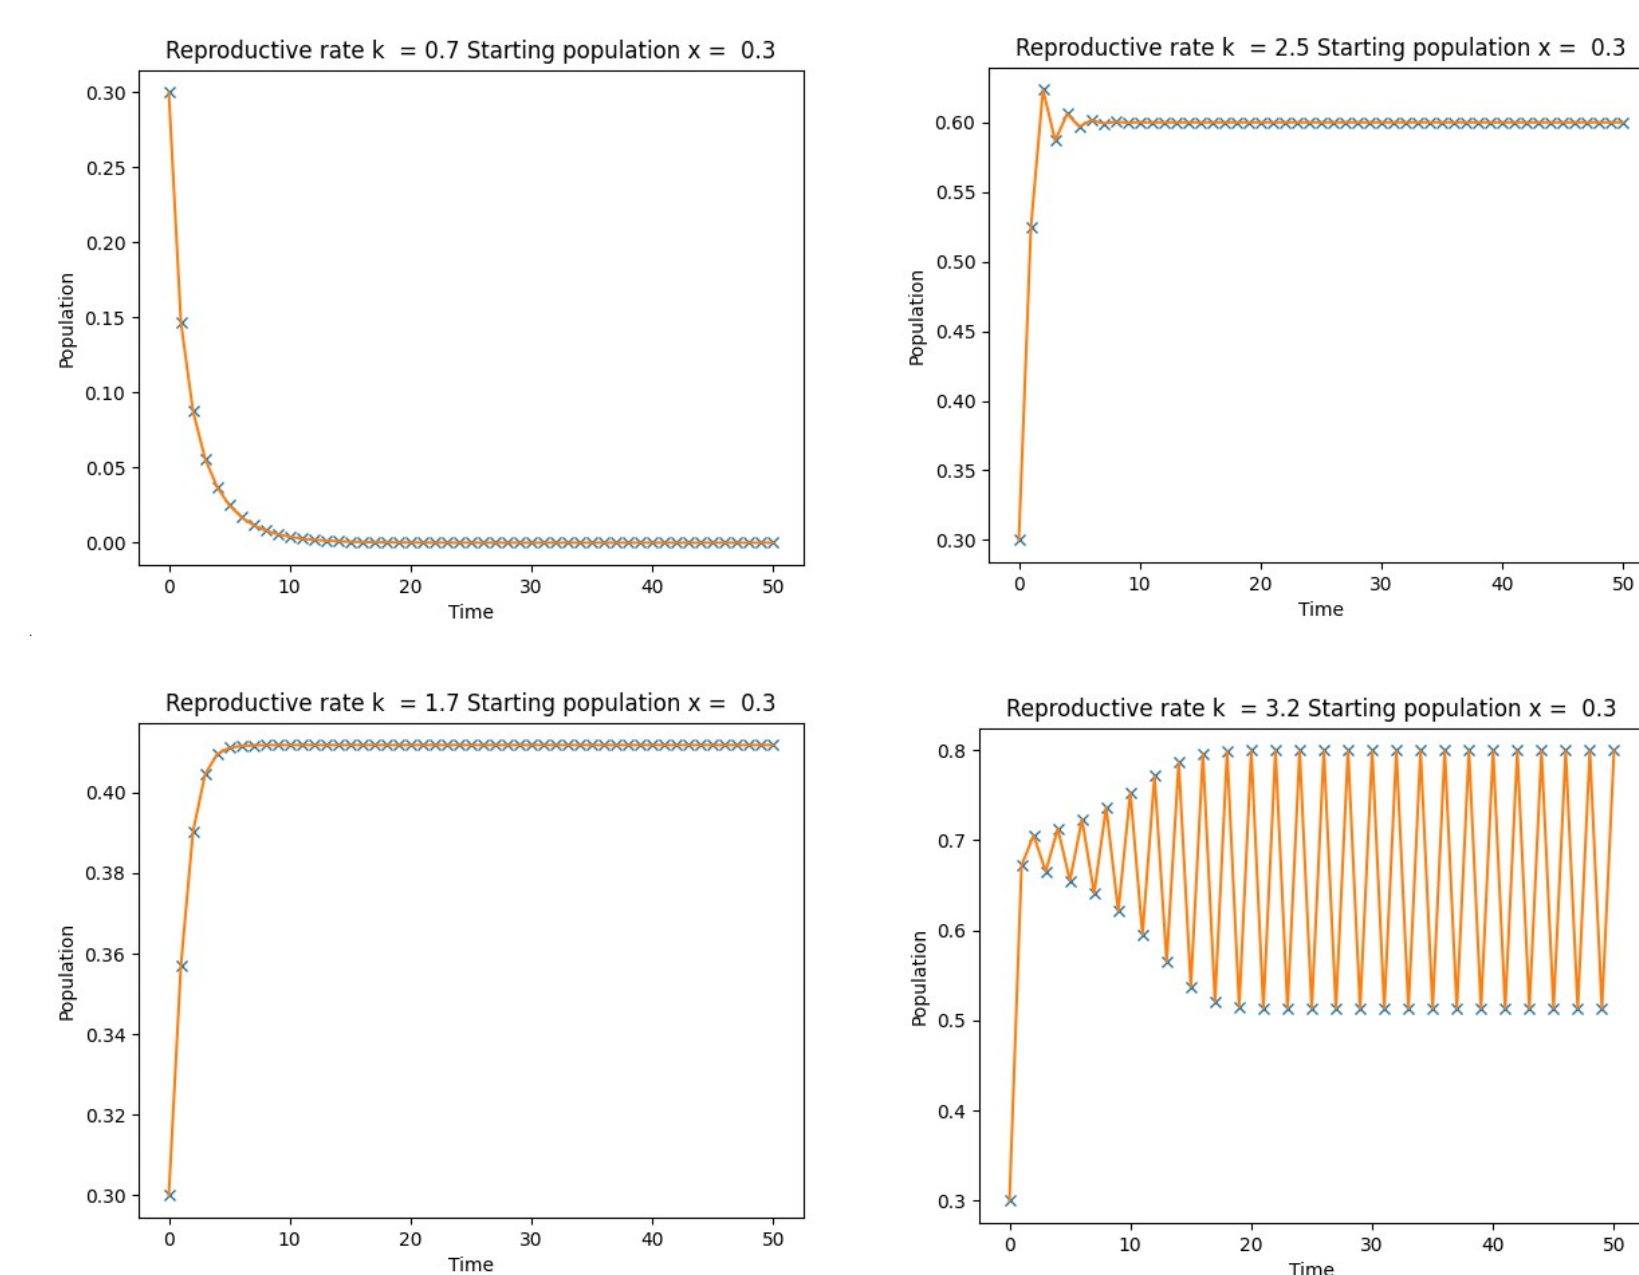 Reproductive rate k  = 0.7 Starting population x =  0.3
0.30
0.25
0.20
0.15
0.10
0.05
0.00
Population
0 10 20 30 40 50
Time
Reproductive rate k  = 2.5 Starting population x =  0.3
0.60
0.55
0.50
0.45
0.40
0.35
0.30
Population
0 10 20 30 40 50
Time
Reproductive rate k  = 1.7 Starting population x =  0.3
0.40
0.38
0.36
0.34
0.32
0.30
Population
0 10 20 30 40 50
Time
Reproductive rate k  = 3.2 Starting population x =  0.3
0.8
0.7
0.6
0.5
0.4
0.3
Population
0 10 20 30 40 50
Time